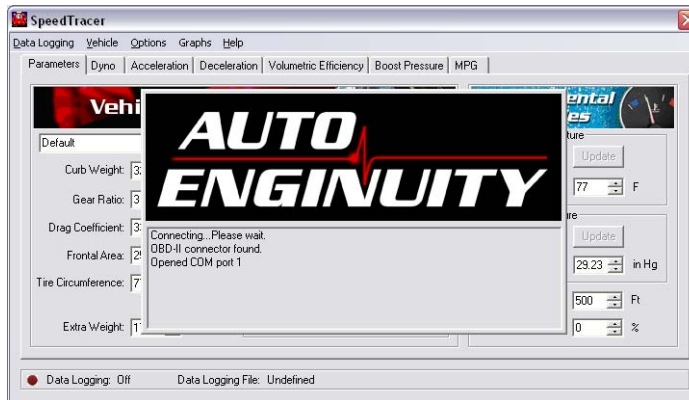 SpeedTracer
Data Logging Vehicle Options Graphs Help
Parameters Dyno Acceleration Deceleration Volumetric Efficiency Boost Pressure MPG
Default
Curb Weight:
Gear Ratio:
Drag Coefficient:
Frontal Area:
Tire Circumference:
Extra Weight:
AUTO
ENGINUITY
Connecting...Please wait.
OBD-II connector found.
Opened COM port 1
Update
77 F
Update
29.23 in Hg
500 Ft
0 %
Data Logging: Off Data Logging File: Undefined